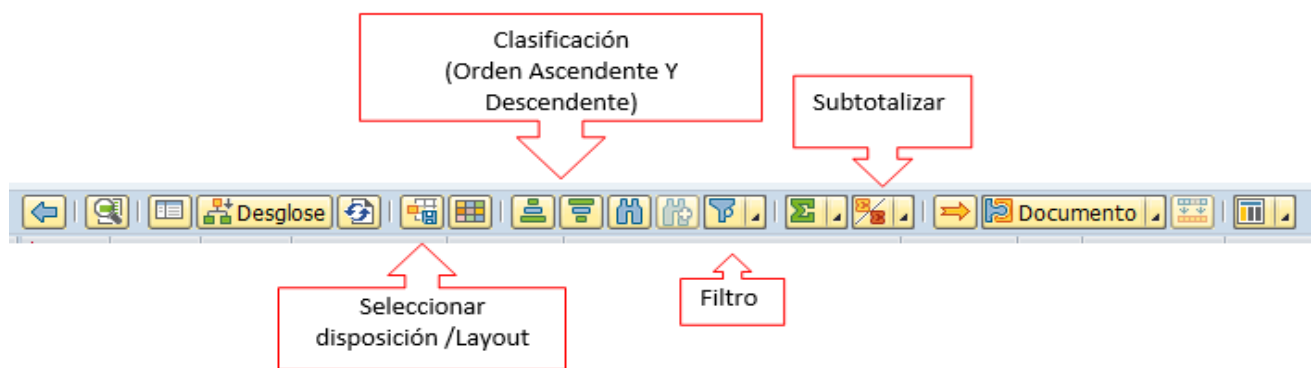 Clasificación
(Orden Ascendente Y
Descendente)
Subtotalizar
Desglose
Documento
Seleccionar
disposición /Layout
Filtro